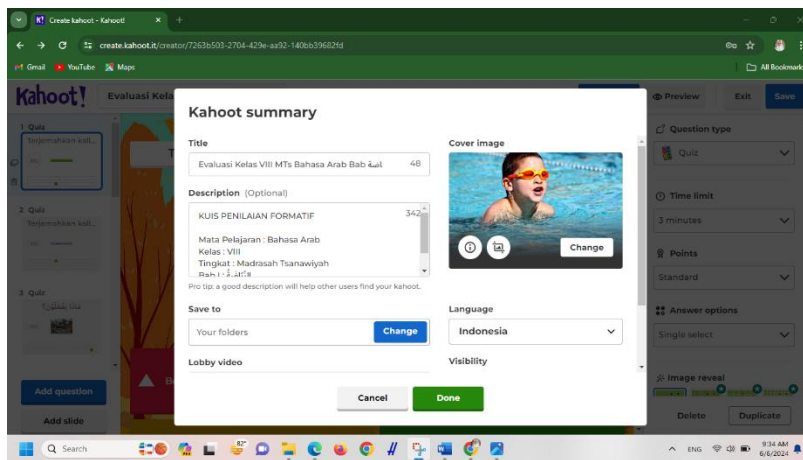 Create kahoot - Kahoot!
create.kahoot.it/creator/7263b503-2704-429e-aa92-140bb39682fd
Gmail YouTube Maps
All Bookmarks
Kahoot! Evaluasi Kela
Preview Exit Save
1 Quiz
Terjemahkan kali...
2 Quiz
Terjemahkan kali...
3 Quiz
Add question
Add slide
Kahoot summary
Title
Evaluasi Kelas VIII MTs Bahasa Arab Bab 48
Description (Optional)
KUIS PENILAIAN FORMATIF 342
Mata Pelajaran : Bahasa Arab
Kelas : VIII
Tingkat : Madrasah Tsanawiyah
Bab I :
Pro tip: a good description will help other users find your kahoot.
Save to
Your folders Change
Lobby video
Cover image
Change
Language
Indonesia
Visibility
Cancel Done
Question type
Quiz
Time limit
3 minutes
Points
Standard
Answer options
Single select
Image reveal
Delete Duplicate
Search
82°
ENG
9:34 AM
6/6/2024